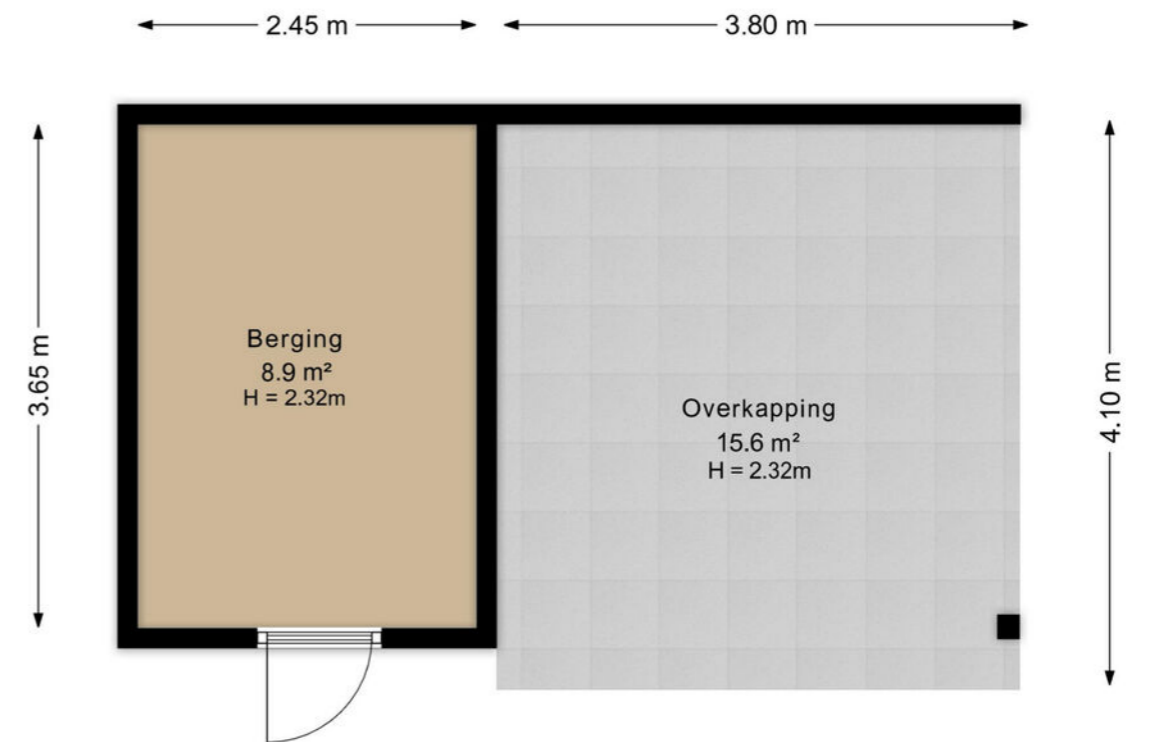 2.45 m
3.80 m
3.65 m
Berging
8.9 m²
H = 2.32m
Overkapping
15.6 m²
H = 2.32m
4.10 m